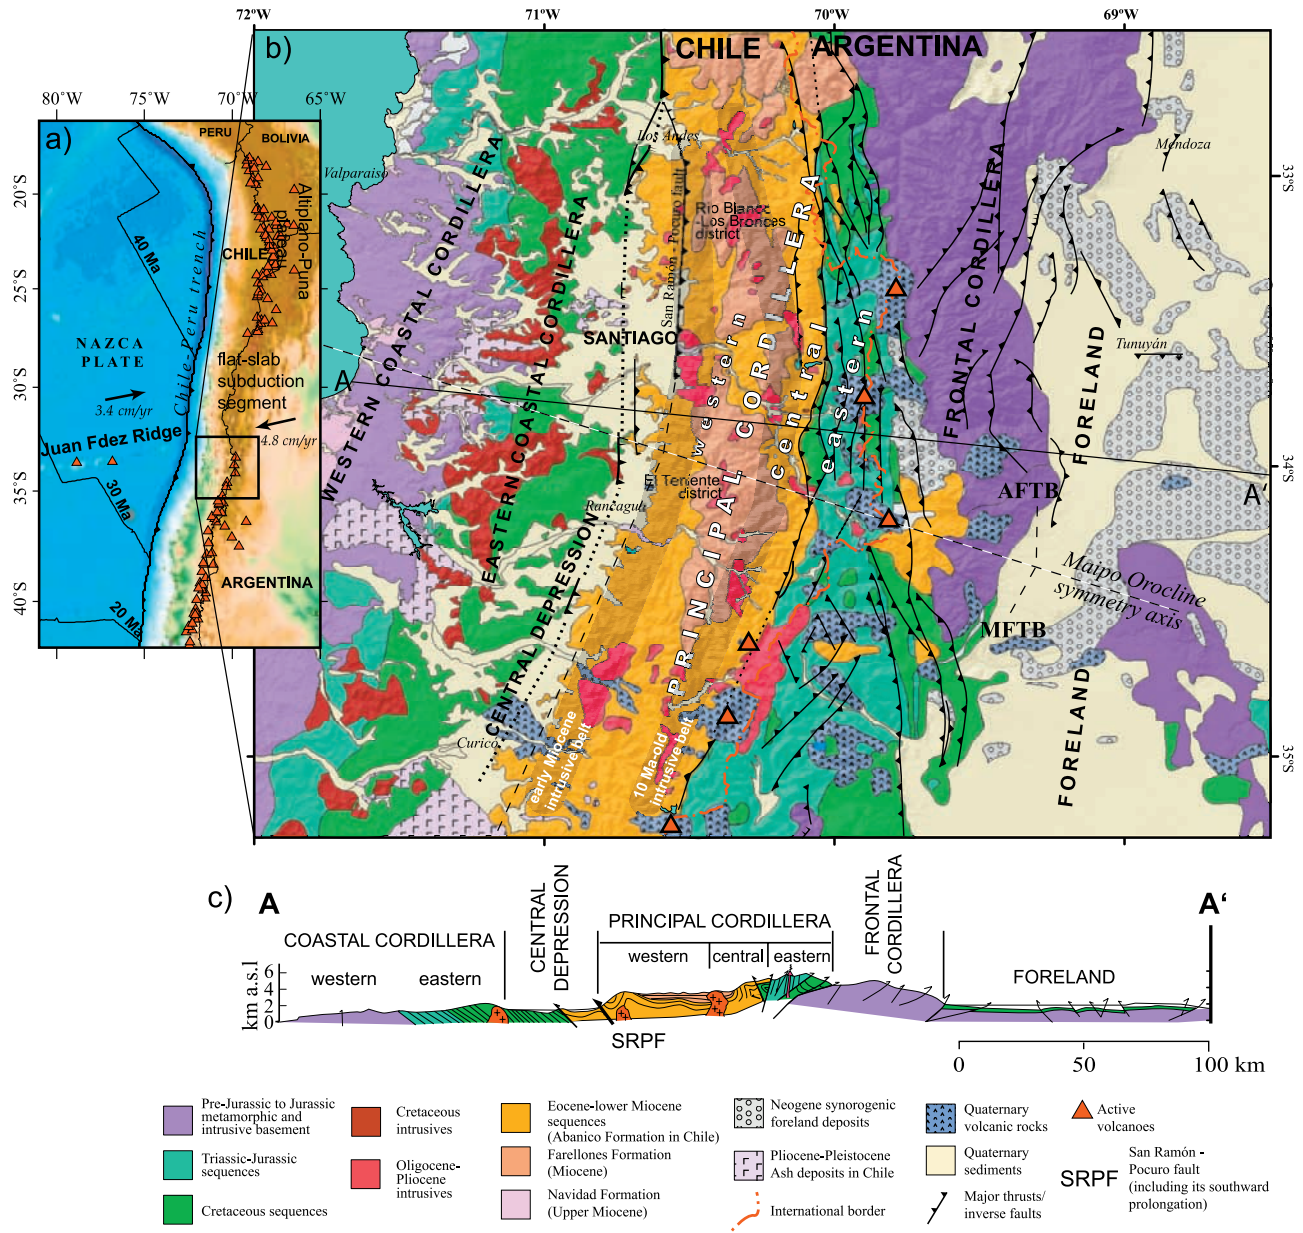 72°W
71°W
70°W
69°W
80°W
75°W
70°W
65°W
a)
PERU
BOLIVIA
20°S
25°S
30°S
35°S
40°S
Altiplano-Puna
plateau
CHILE
40 Ma
Chile-Peru trench
NAZCA
PLATE
3.4 cm/yr
flat-slab
subduction
segment
4.8 cm/yr
Juan Fdez Ridge
30 Ma
20 Ma
ARGENTINA
b)
CHILE
ARGENTINA
Los Andes
Valparaiso
Mendoza
33°S
34°S
35°S
WESTERN COASTAL CORDILLERA
EASTERN COASTAL CORDILLERA
San Ramón - Pocuro fault
Rio Blanco
-Los Bronces
district
SANTIAGO
PRINCIPAL CORDILLERA
western
central
eastern
FRONTAL CORDILLERA
FORELAND
Tunuyán
A
A'
El Teniente
district
Rancagua
CENTRAL DEPRESSION
AFTB
Maipo Orocline
symmetry axis
MFTB
FORELAND
Curicó
early Miocene
intrusive belt
10 Ma-old
intrusive belt
c)
A
A'
COASTAL CORDILLERA
western
eastern
CENTRAL
DEPRESSION
PRINCIPAL CORDILLERA
western
central
eastern
FRONTAL
CORDILLERA
FORELAND
km a.s.l
6
4
2
0
SRPF
0
50
100 km
Pre-Jurassic to Jurassic
metamorphic and
intrusive basement
Triassic-Jurassic
sequences
Cretaceous sequences
Cretaceous
intrusives
Oligocene-
Pliocene
intrusives
Eocene-lower Miocene
sequences
(Abanico Formation in Chile)
Farellones Formation
(Miocene)
Navidad Formation
(Upper Miocene)
Neogene synorogenic
foreland deposits
Pliocene-Pleistocene
Ash deposits in Chile
International border
Quaternary
volcanic rocks
Quaternary
sediments
Major thrusts/
inverse faults
Active
volcanoes
SRPF
San Ramón -
Pocuro fault
(including its southward
prolongation)